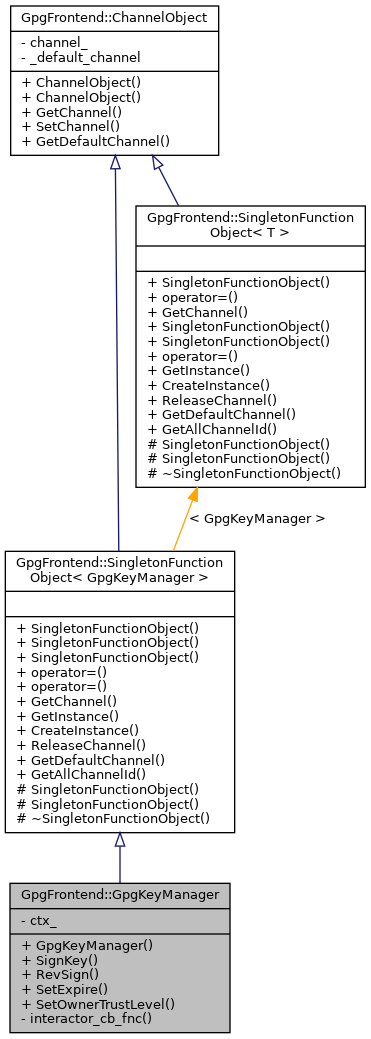 GpgFrontend::ChannelObject
- channel_
- _default_channel
+ ChannelObject()
+ ChannelObject()
+ GetChannel()
+ SetChannel()
+ GetDefaultChannel()
GpgFrontend::SingletonFunction
Object< T >
+ SingletonFunctionObject()
+ operator=()
+ GetChannel()
+ SingletonFunctionObject()
+ SingletonFunctionObject()
+ operator=()
+ GetInstance()
+ CreateInstance()
+ ReleaseChannel()
+ GetDefaultChannel()
+ GetAllChannelId()
# SingletonFunctionObject()
# SingletonFunctionObject()
# ~SingletonFunctionObject()
< GpgKeyManager >
GpgFrontend::SingletonFunction
Object< GpgKeyManager >
+ SingletonFunctionObject()
+ SingletonFunctionObject()
+ SingletonFunctionObject()
+ operator=()
+ operator=()
+ GetChannel()
+ GetInstance()
+ CreateInstance()
+ ReleaseChannel()
+ GetDefaultChannel()
+ GetAllChannelId()
# SingletonFunctionObject()
# SingletonFunctionObject()
# ~SingletonFunctionObject()
GpgFrontend::GpgKeyManager
- ctx_
+ GpgKeyManager()
+ SignKey()
+ RevSign()
+ SetExpire()
+ SetOwnerTrustLevel()
- interactor_cb_fnc()